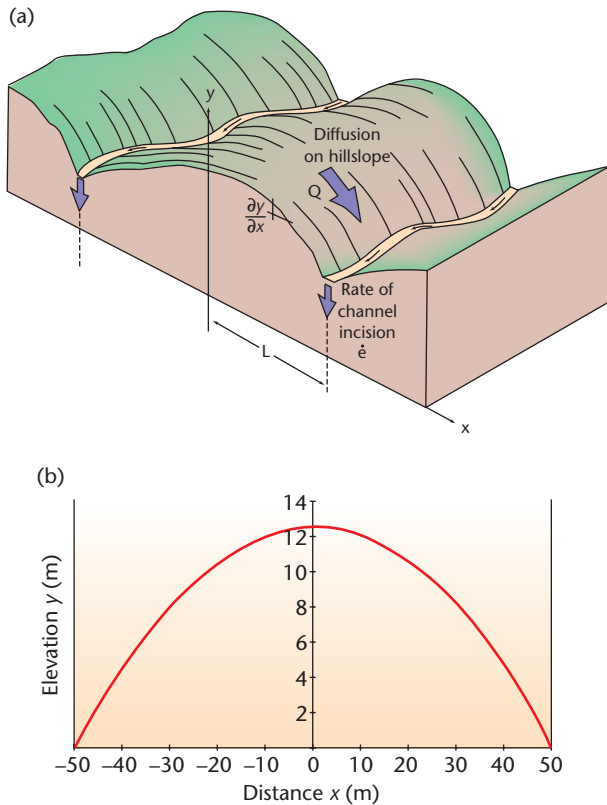 (a)
y
Diffusion
on hillslope
Q
∂y
∂x
Rate of
channel
incision
ė
L
x
(b)
14
12
10
8
6
4
2
Elevation y (m)
−50 −40 −30 −20 −10 0 10 20 30 40 50
Distance x (m)